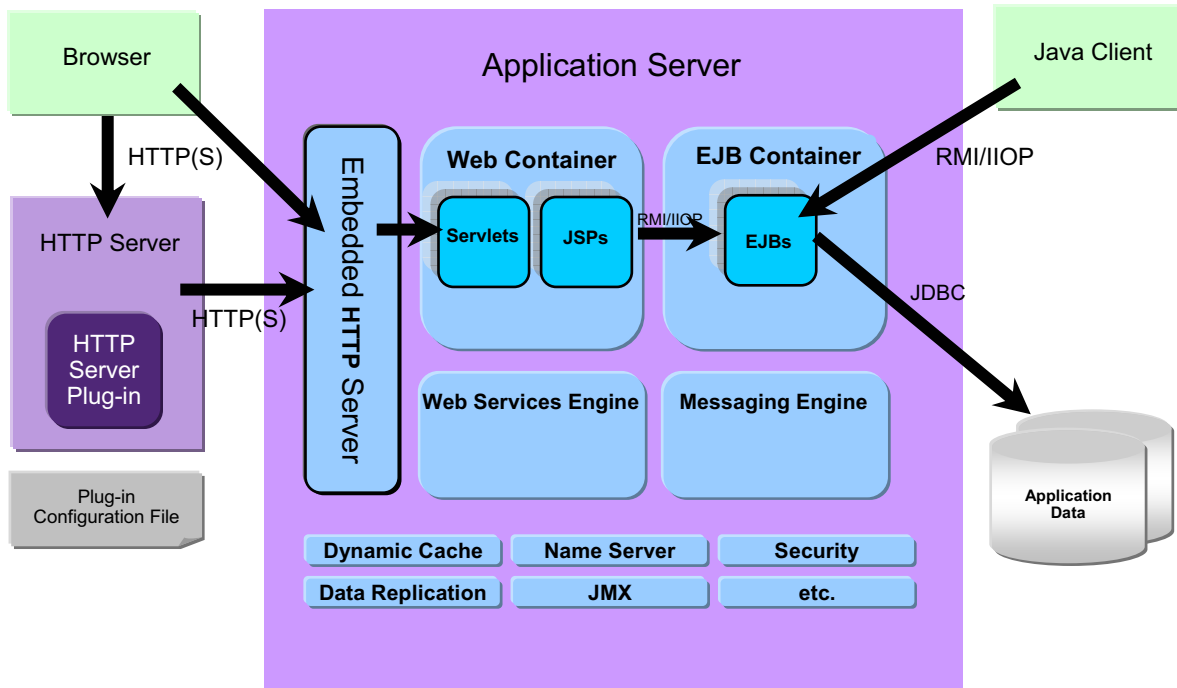 Browser
Application Server
Java Client
HTTP(S)
RMI/IIOP
HTTP Server
HTTP(S)
HTTP
Server
Plug-in
Plug-in
Configuration File
Embedded HTTP Server
Web Container
Servlets
JSPs
RMI/IIOP
EJB Container
EJBs
JDBC
Web Services Engine
Messaging Engine
Application
Data
Dynamic Cache
Name Server
Security
Data Replication
JMX
etc.